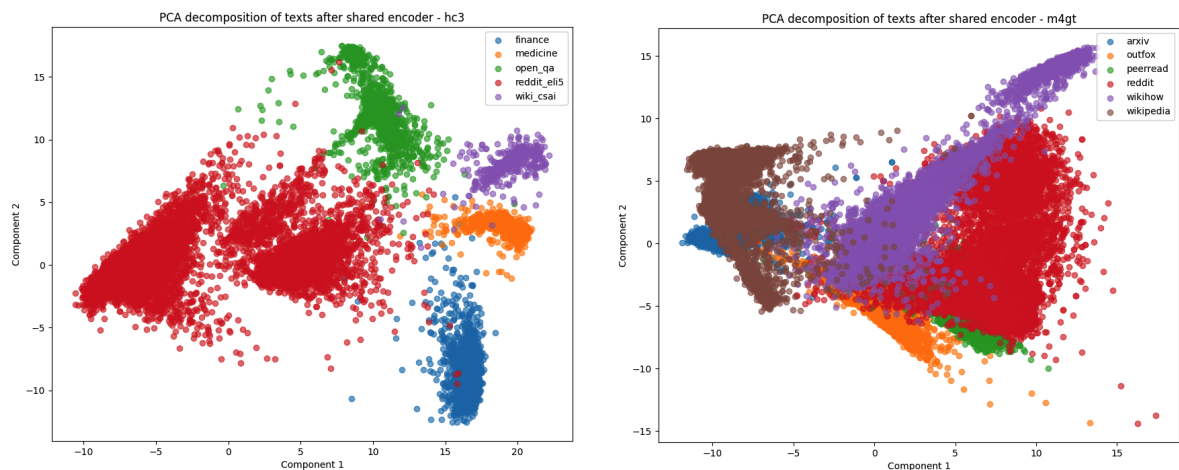 PCA decomposition of texts after shared encoder - hc3
finance
medicine
open_qa
reddit_eli5
wiki_csai
Component 2
15
10
5
0
−5
−10
−10
−5
0
5
10
15
20
Component 1
PCA decomposition of texts after shared encoder - m4gt
arxiv
outfox
peerread
reddit
wikihow
wikipedia
Component 2
15
10
5
0
−5
−10
−15
−10
−5
0
5
10
15
Component 1